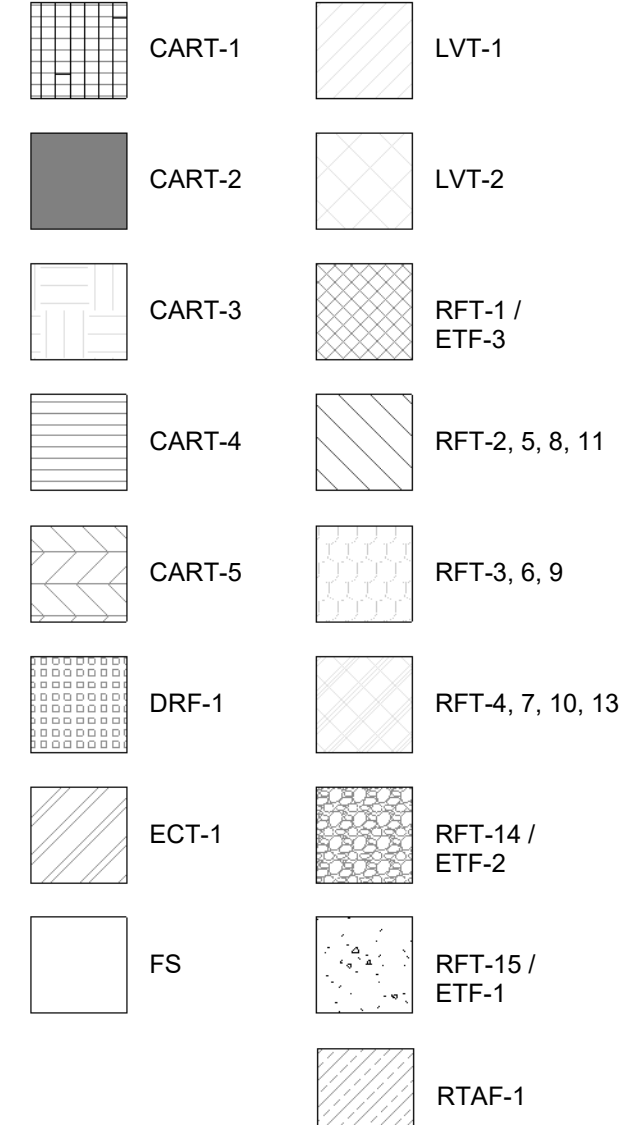 CART-1
CART-2
CART-3
CART-4
CART-5
DRF-1
ECT-1
FS
LVT-1
LVT-2
RFT-1 /
ETF-3
RFT-2, 5, 8, 11
RFT-3, 6, 9
RFT-4, 7, 10, 13
RFT-14 /
ETF-2
RFT-15 /
ETF-1
RTAF-1